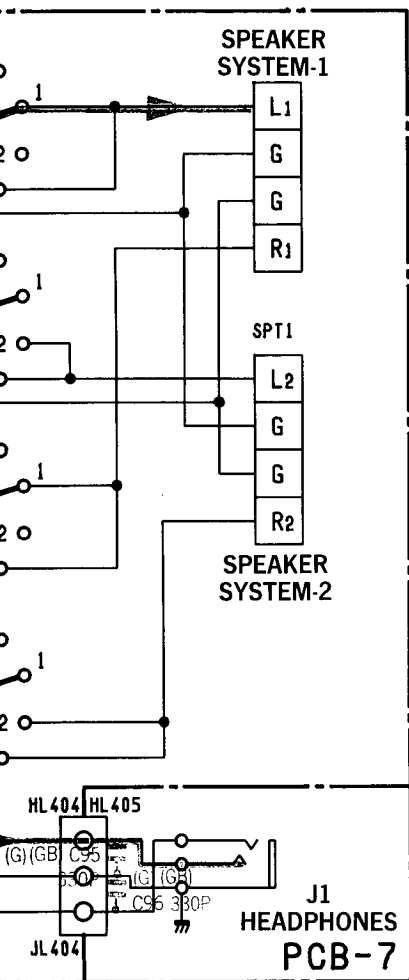 SPEAKER
SYSTEM-1
1
L1
2
G
G
R1
1
SPT1
2
L2
G
1
G
2
R2
SPEAKER
SYSTEM-2
1
2
HL404 HL405
(G) (GB) C95
330P (G) (GB)
C96 330P
J1
HEADPHONES
JL404
PCB-7